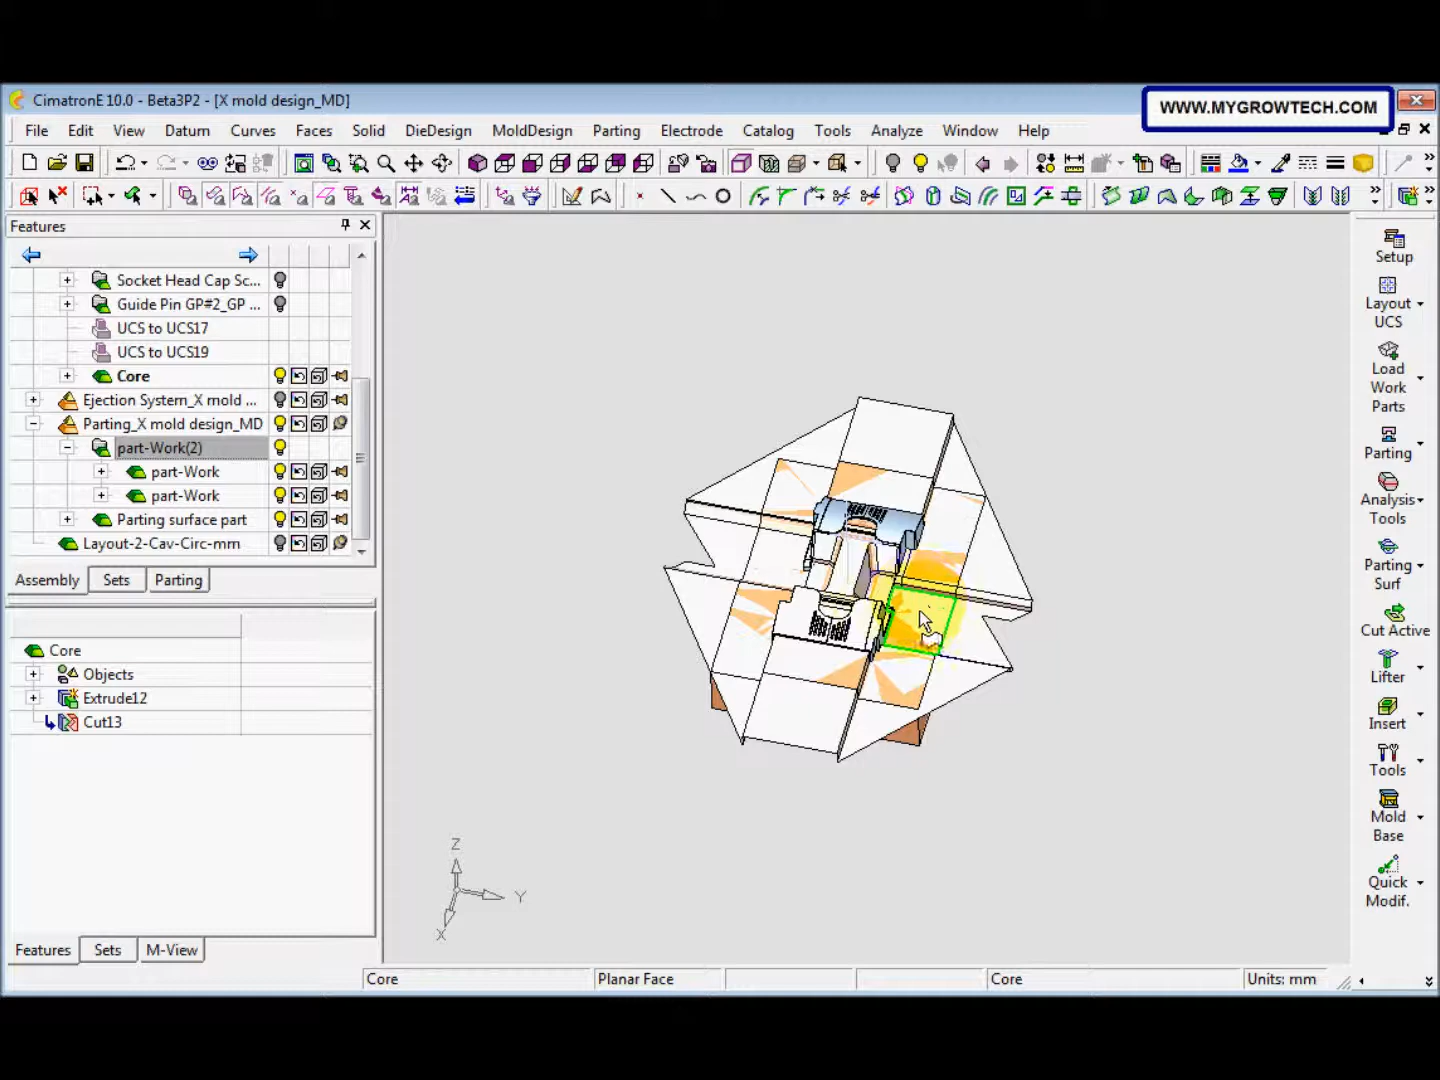 CimatronE 10.0 - Beta3P2 - [X mold design_MD]
WWW.MYGROWTECH.COM
File Edit View Datum Curves Faces Solid DieDesign MoldDesign Parting Electrode Catalog Tools Analyze Window Help
Features
Socket Head Cap Sc...
Guide Pin GP#2_GP ...
UCS to UCS17
UCS to UCS19
Core
Ejection System_X mold ...
Parting_X mold design_MD
part-Work(2)
part-Work
part-Work
Parting surface part
Layout-2-Cav-Circ-mm
Assembly Sets Parting
Core
Objects
Extrude12
Cut13
Features Sets M-View
Z
Y
X
Setup
Layout
UCS
Load
Work
Parts
Parting
Analysis
Tools
Parting
Surf
Cut Active
Lifter
Insert
Tools
Mold
Base
Quick
Modif.
Core Planar Face Core Units: mm